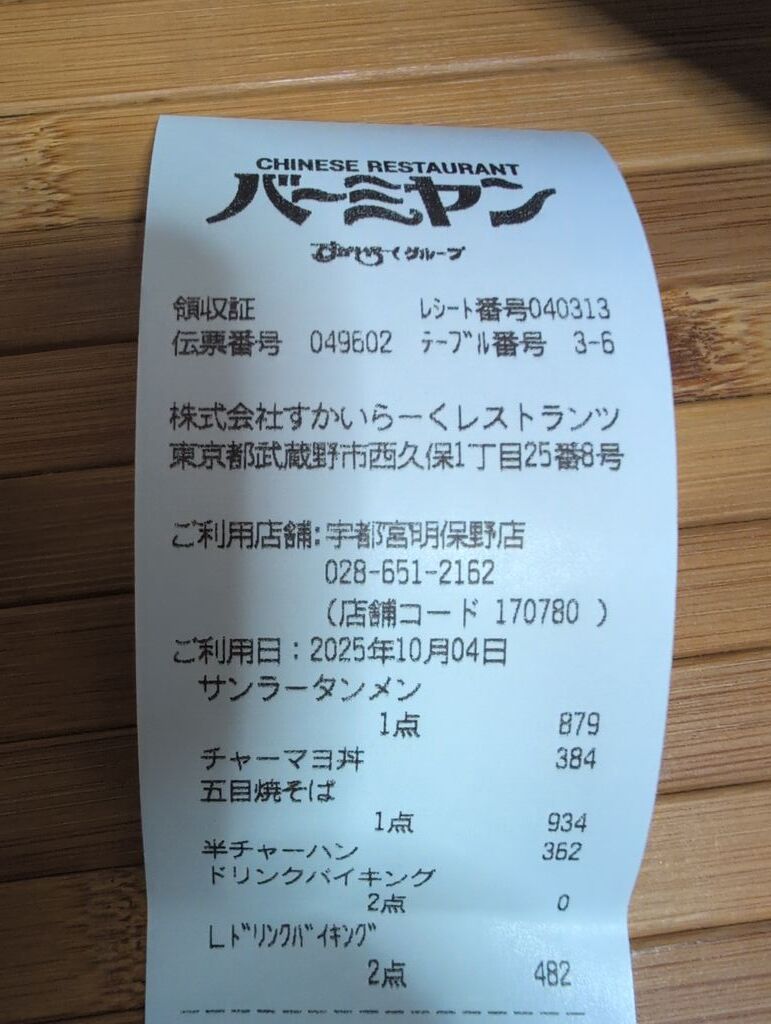 CHINESE RESTAURANT
バーミヤン
すかいらーくグループ
領収証 レシート番号040313
伝票番号 049602 テーブル番号 3-6
株式会社すかいらーくレストランツ
東京都武蔵野市西久保1丁目25番8号
ご利用店舗:宇都宮明保野店
028-651-2162
(店舗コード 170780 )
ご利用日:2025年10月04日
サンラータンメン
1点 879
チャーマヨ丼 384
五目焼そば
1点 934
半チャーハン 362
ドリンクバイキング
2点 0
Lドリンクバイキング
2点 482